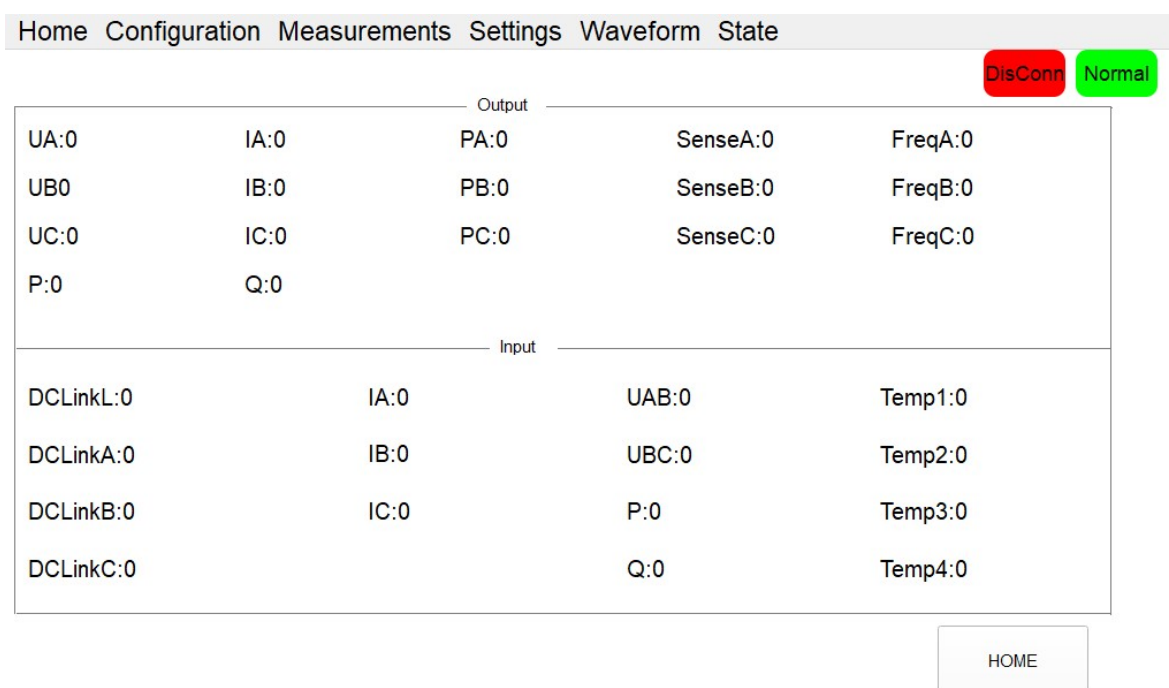 Home Configuration Measurements Settings Waveform State
DisConn Normal
Output
UA:0 IA:0 PA:0 SenseA:0 FreqA:0
UB0 IB:0 PB:0 SenseB:0 FreqB:0
UC:0 IC:0 PC:0 SenseC:0 FreqC:0
P:0 Q:0
Input
DCLinkL:0 IA:0 UAB:0 Temp1:0
DCLinkA:0 IB:0 UBC:0 Temp2:0
DCLinkB:0 IC:0 P:0 Temp3:0
DCLinkC:0 Q:0 Temp4:0
HOME